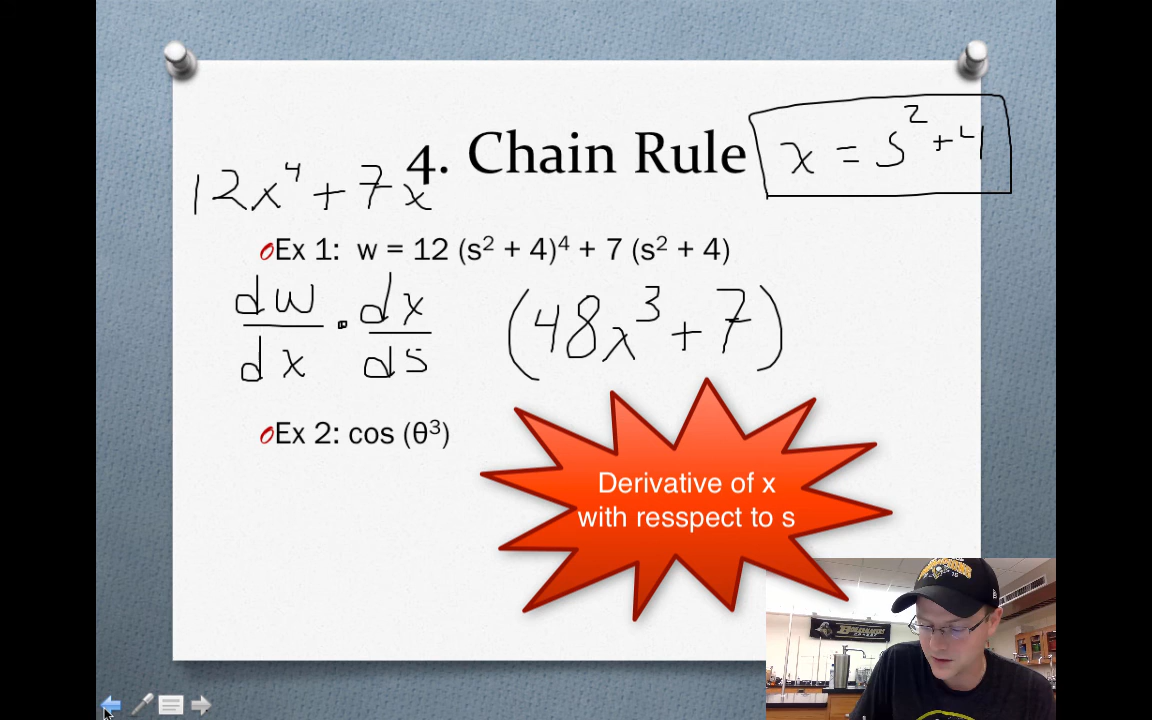 4. Chain Rule
x = s² + 4
12x⁴ + 7x
Ex 1: w = 12 (s² + 4)⁴ + 7 (s² + 4)
dw/dx · dx/ds (48x³ + 7)
Ex 2: cos (θ³)
Derivative of x
with resspect to s